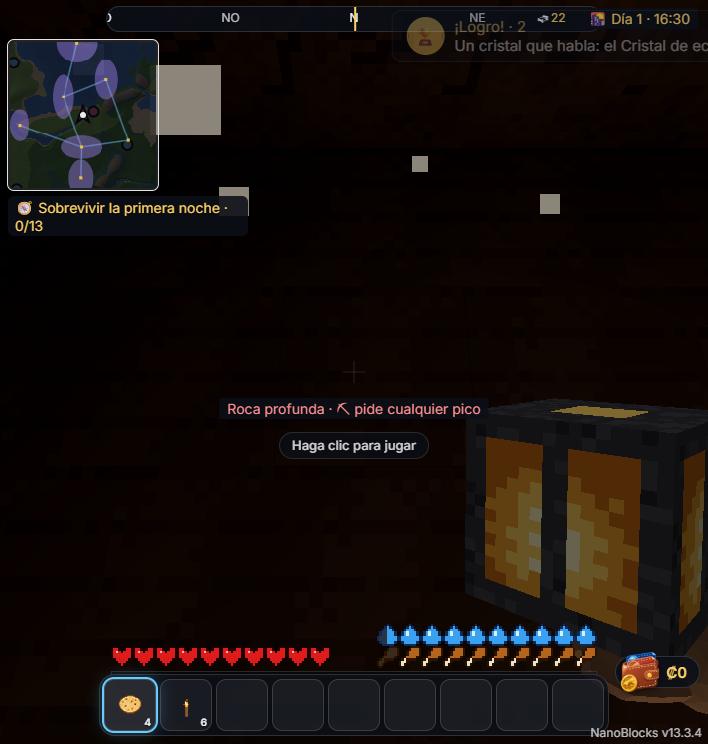 NO
N
NE
22
Día 1 · 16:30
¡Logro! · 2
Un cristal que habla: el Cristal de ec
Sobrevivir la primera noche ·
0/13
Roca profunda · pide cualquier pico
Haga clic para jugar
4
6
₡0
NanoBlocks v13.3.4